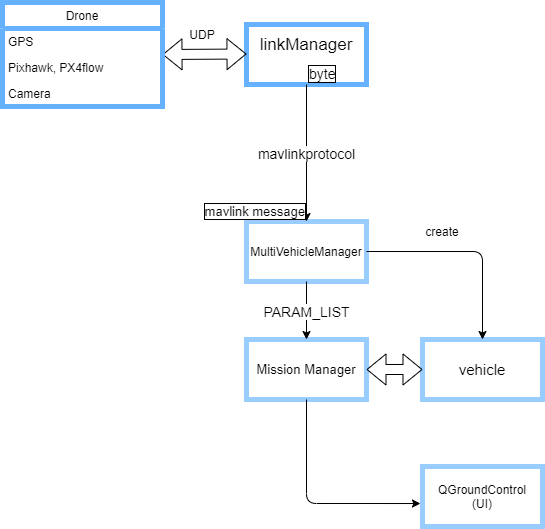 Drone
GPS
Pixhawk, PX4flow
Camera
UDP
linkManager
byte
mavlinkprotocol
mavlink message
MultiVehicleManager
create
PARAM_LIST
Mission Manager
vehicle
QGroundControl
(UI)